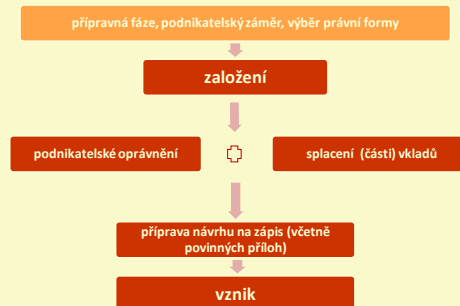 přípravná fáze, podnikatelský záměr, výběr právní formy
založení
podnikatelské oprávnění
splacení (části) vkladů
příprava návrhu na zápis (včetně
povinných příloh)
vznik